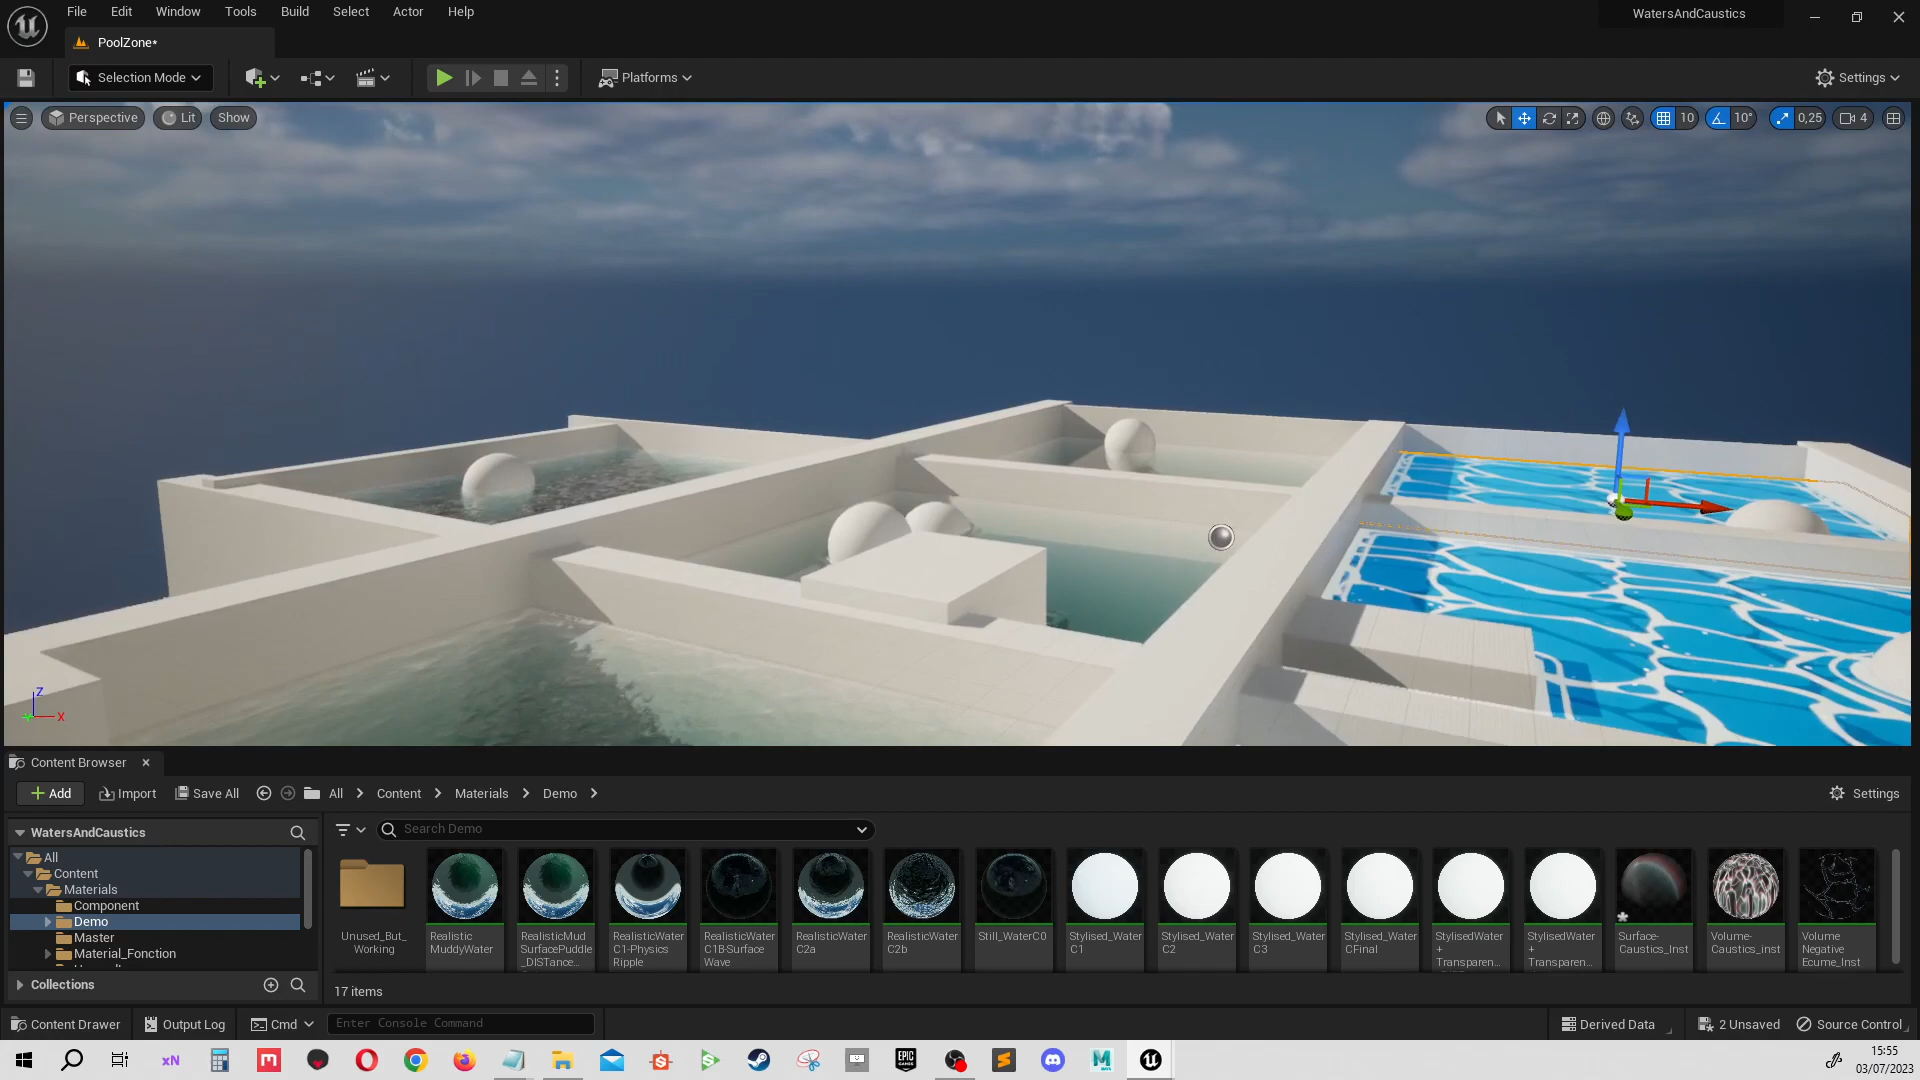 File Edit Window Tools Build Select Actor Help
WatersAndCaustics
PoolZone*
Selection Mode
Platforms
Settings
Perspective Lit Show
10 10° 0,25 4
Z
X
Content Browser
Add Import Save All All Content Materials Demo Settings
WatersAndCaustics
Search Demo
All
Content
Materials
Component
Demo
Master
Material_Fonction
Collections
Unused_But_
Working
Realistic
MuddyWater
RealisticMud
SurfacePuddle
_DISTance...
RealisticWater
C1-Physics
Ripple
RealisticWater
C1B-Surface
Wave
RealisticWater
C2a
RealisticWater
C2b
Still_WaterC0
Stylised_Water
C1
Stylised_Water
C2
Stylised_Water
C3
Stylised_Water
CFinal
StylisedWater
+
Transparen...
StylisedWater
+
Transparen...
Surface-
Caustics_Inst
Volume-
Caustics_inst
Volume
Negative
Ecume_Inst
17 items
Content Drawer Output Log Cmd Enter Console Command Derived Data 2 Unsaved Source Control
xN
EPIC
GAMES
M
15:55
03/07/2023